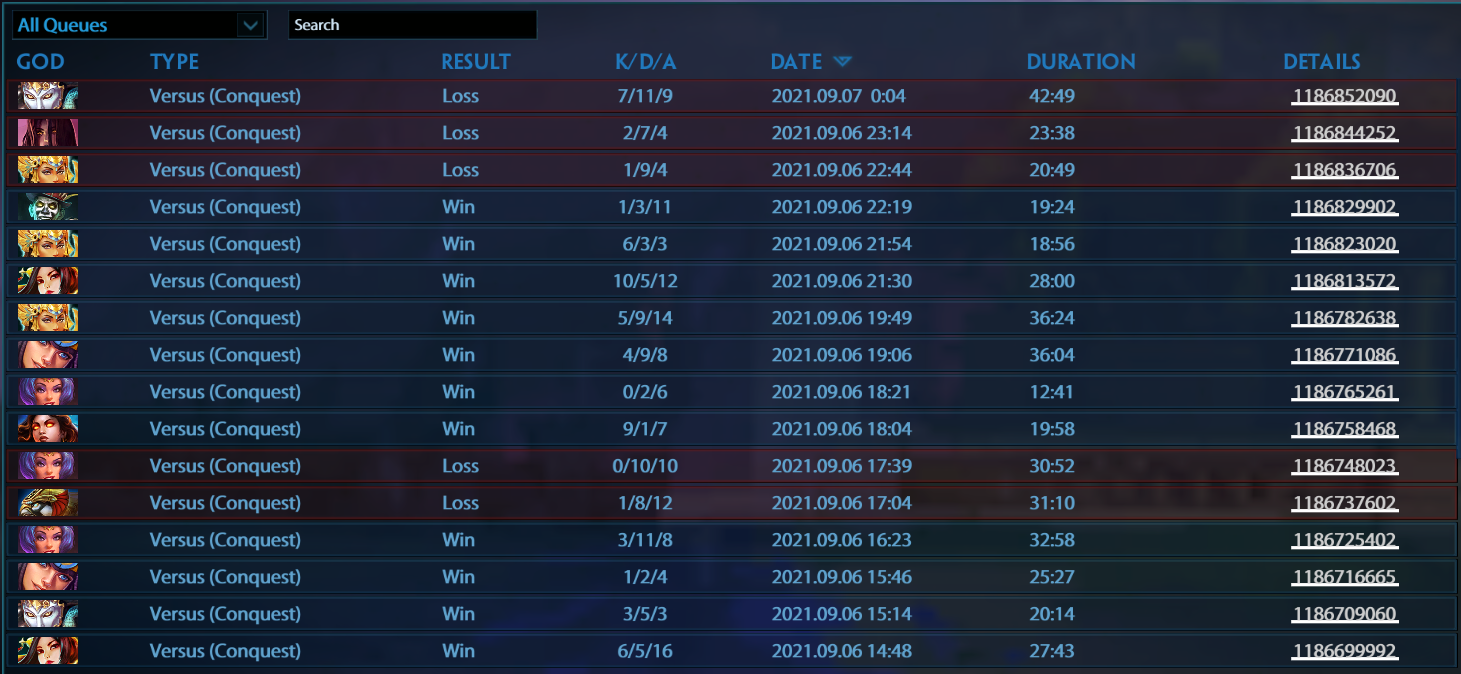 All Queues Search
GOD TYPE RESULT K/D/A DATE DURATION DETAILS
Versus (Conquest) Loss 7/11/9 2021.09.07 0:04 42:49 1186852090
Versus (Conquest) Loss 2/7/4 2021.09.06 23:14 23:38 1186844252
Versus (Conquest) Loss 1/9/4 2021.09.06 22:44 20:49 1186836706
Versus (Conquest) Win 1/3/11 2021.09.06 22:19 19:24 1186829902
Versus (Conquest) Win 6/3/3 2021.09.06 21:54 18:56 1186823020
Versus (Conquest) Win 10/5/12 2021.09.06 21:30 28:00 1186813572
Versus (Conquest) Win 5/9/14 2021.09.06 19:49 36:24 1186782638
Versus (Conquest) Win 4/9/8 2021.09.06 19:06 36:04 1186771086
Versus (Conquest) Win 0/2/6 2021.09.06 18:21 12:41 1186765261
Versus (Conquest) Win 9/1/7 2021.09.06 18:04 19:58 1186758468
Versus (Conquest) Loss 0/10/10 2021.09.06 17:39 30:52 1186748023
Versus (Conquest) Loss 1/8/12 2021.09.06 17:04 31:10 1186737602
Versus (Conquest) Win 3/11/8 2021.09.06 16:23 32:58 1186725402
Versus (Conquest) Win 1/2/4 2021.09.06 15:46 25:27 1186716665
Versus (Conquest) Win 3/5/3 2021.09.06 15:14 20:14 1186709060
Versus (Conquest) Win 6/5/16 2021.09.06 14:48 27:43 1186699992